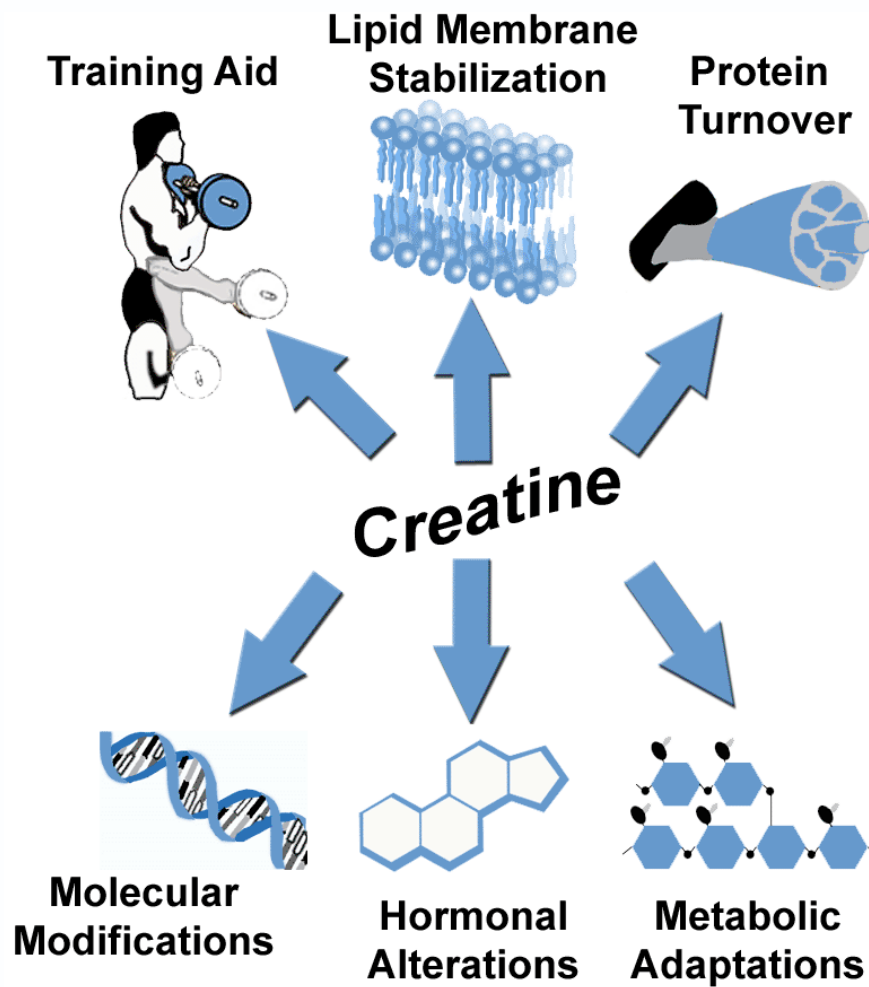 Training Aid
Lipid Membrane
Stabilization
Protein
Turnover
Creatine
Molecular
Modifications
Hormonal
Alterations
Metabolic
Adaptations